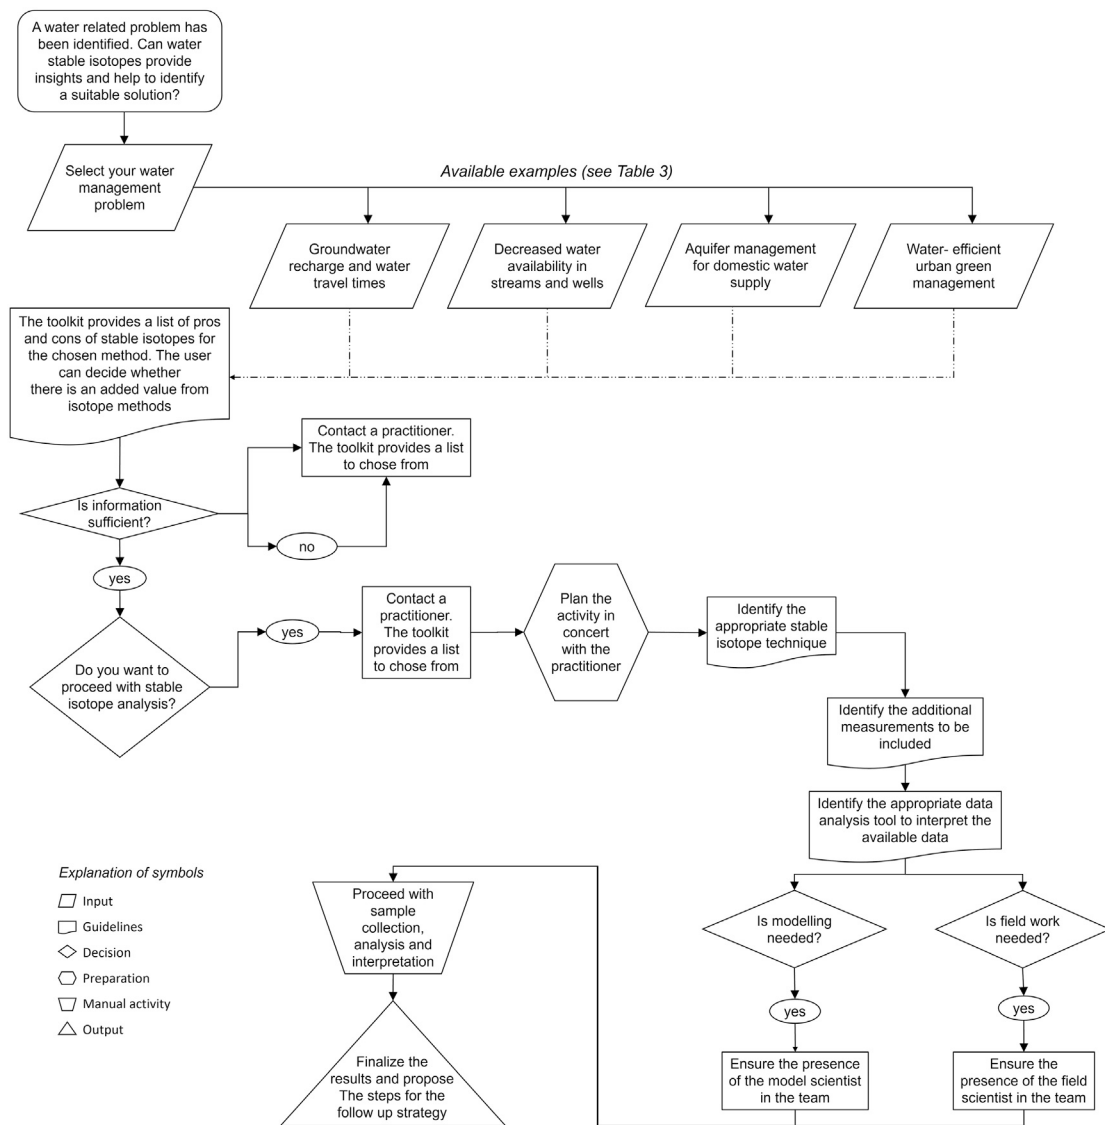 A water related problem has
been identified. Can water
stable isotopes provide
insights and help to identify
a suitable solution?
Select your water
management
problem
Available examples (see Table 3)
Groundwater
recharge and water
travel times
Decreased water
availability in
streams and wells
Aquifer management
for domestic water
supply
Water- efficient
urban green
management
The toolkit provides a list of pros
and cons of stable isotopes for
the chosen method. The user
can decide whether
there is an added value from
isotope methods
Contact a practitioner.
The toolkit provides a list
to chose from
Is information
sufficient?
no
yes
Do you want to
proceed with stable
isotope analysis?
yes
Contact a
practitioner.
The toolkit
provides a list
to chose from
Plan the
activity in
concert
with the
practitioner
Identify the
appropriate stable
isotope technique
Identify the additional
measurements to be
included
Identify the appropriate data
analysis tool to interpret the
available data
Is modelling
needed?
Is field work
needed?
yes
yes
Ensure the presence
of the model scientist
in the team
Ensure the
presence of the field
scientist in the team
Proceed with
sample
collection,
analysis and
interpretation
Finalize the
results and propose
The steps for the
follow up strategy
Explanation of symbols
Input
Guidelines
Decision
Preparation
Manual activity
Output